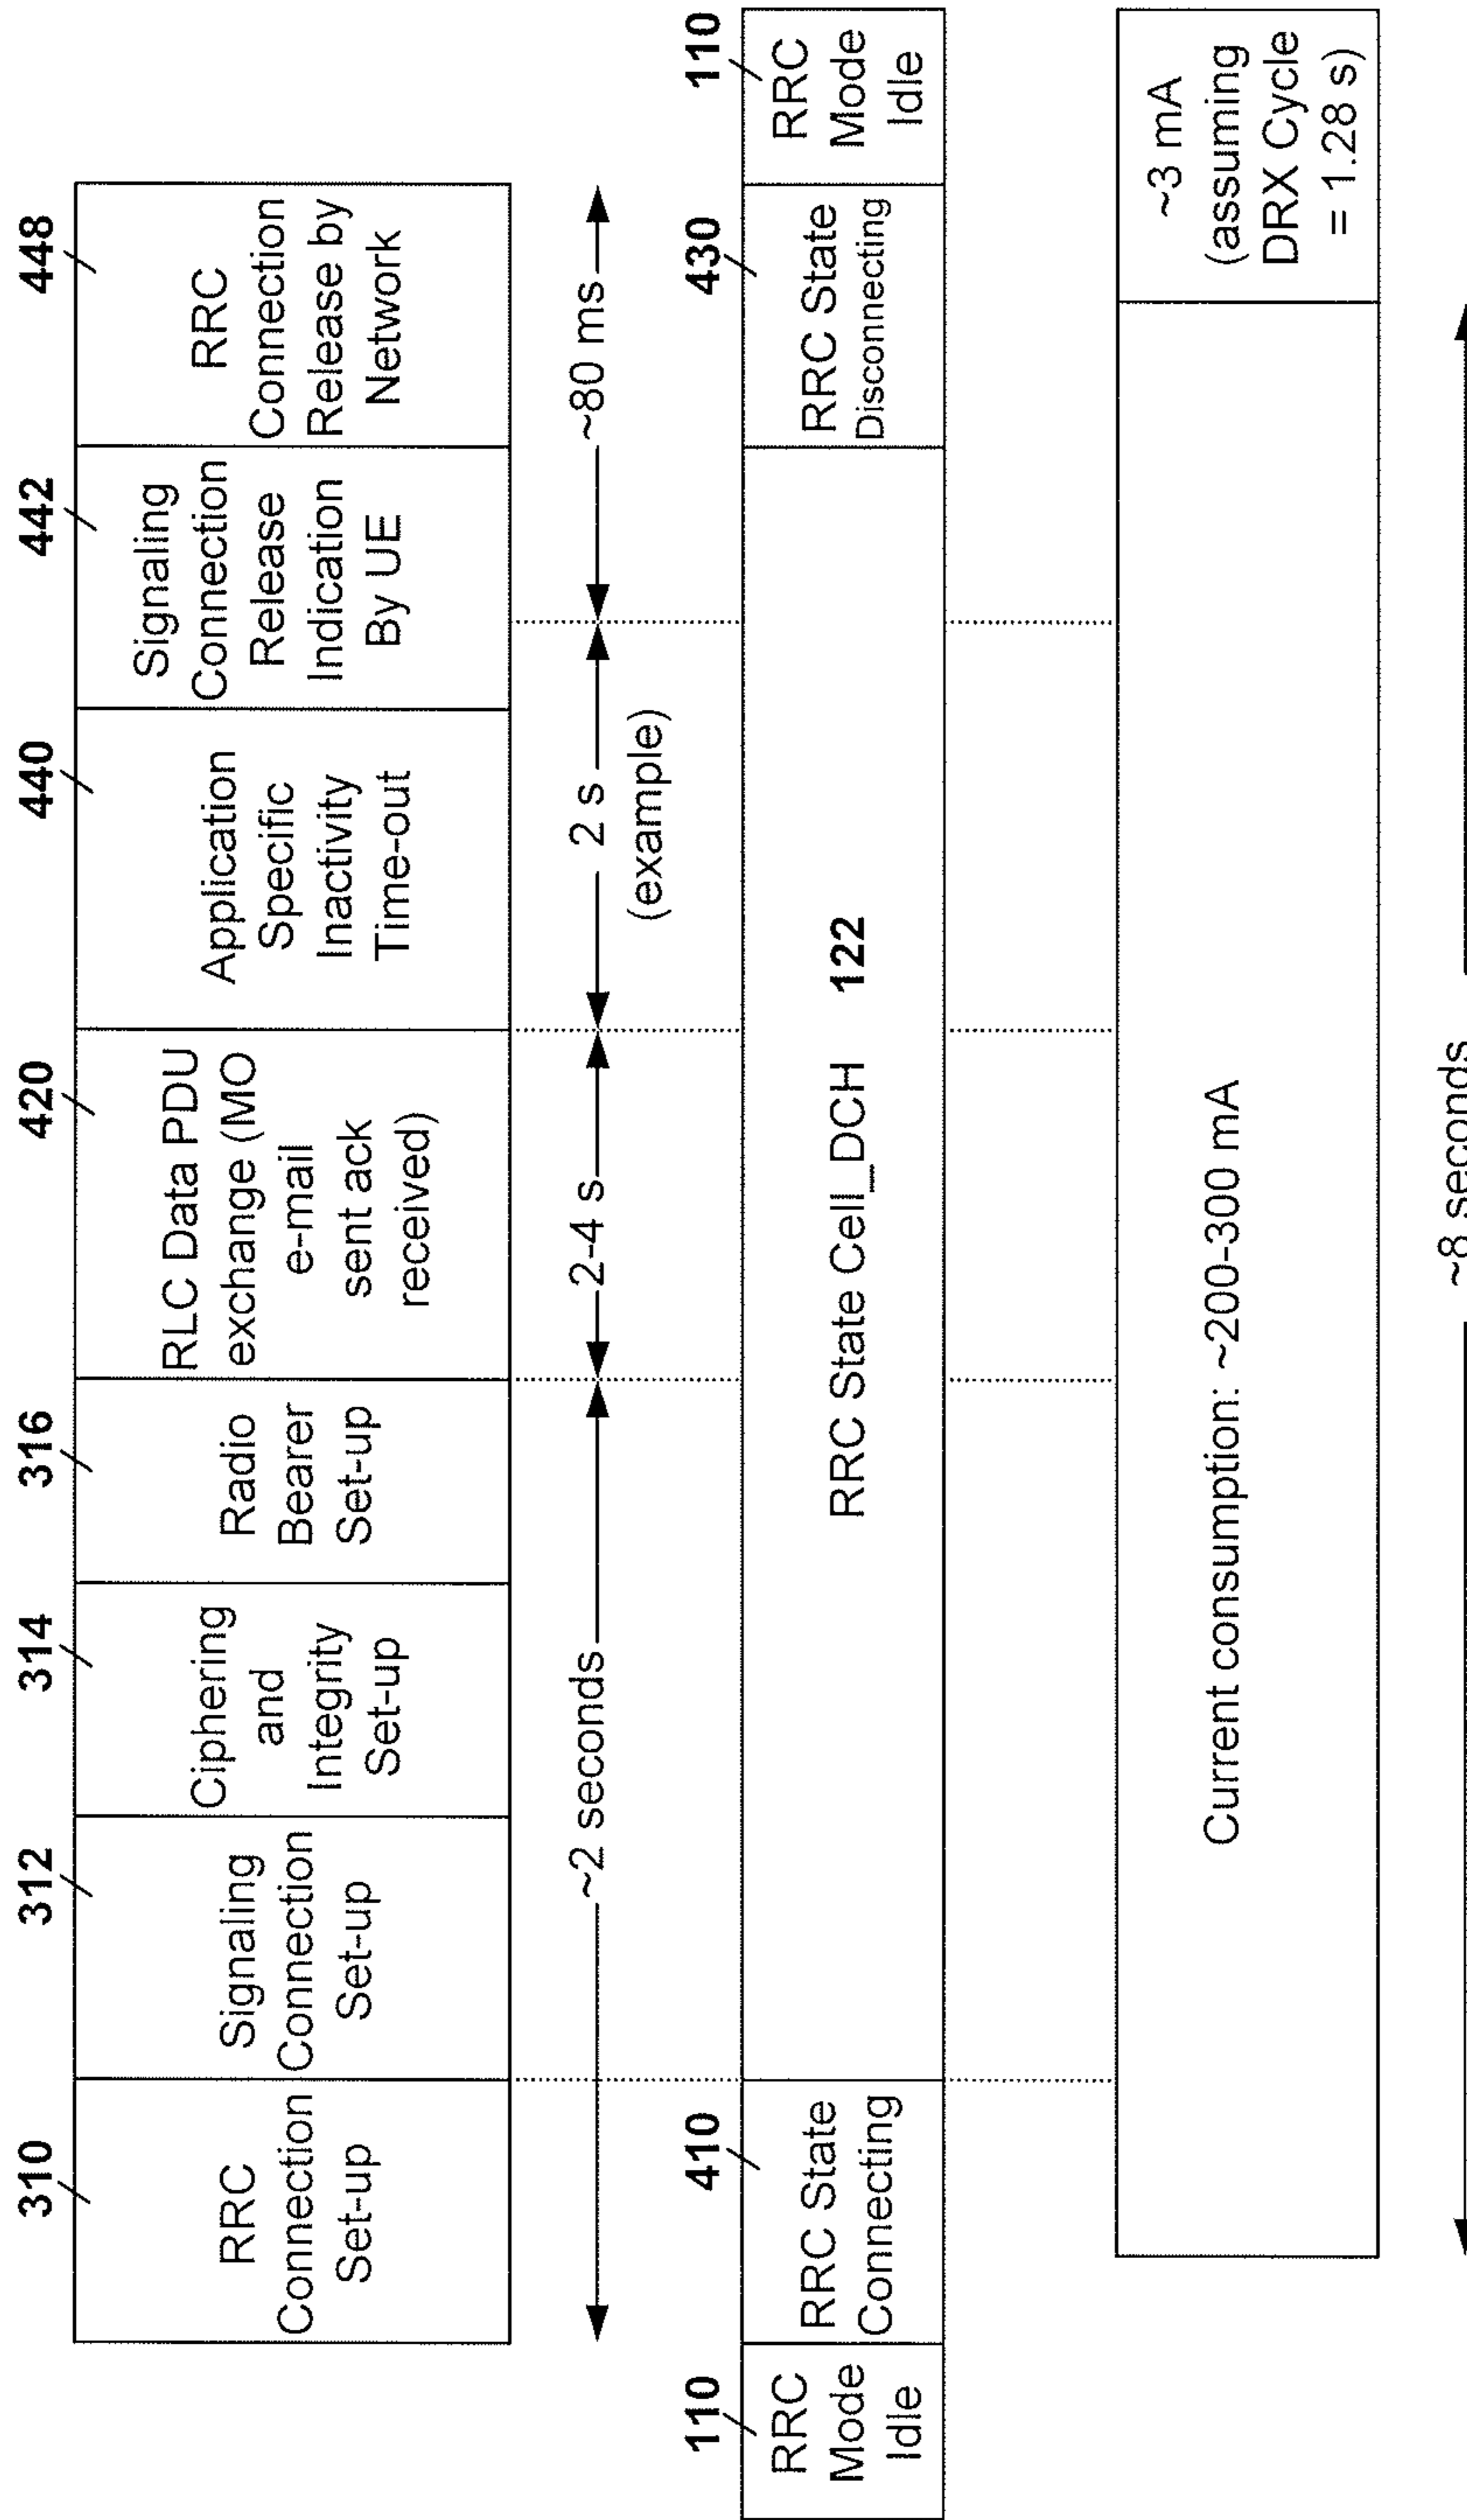 310
RRC
Connection
Set-up
312
Signaling
Connection
Set-up
314
Ciphering
and
Integrity
Set-up
316
Radio
Bearer
Set-up
420
RLC Data PDU
exchange (MO
e-mail
sent ack
received)
440
Application
Specific
Inactivity
Time-out
442
Signaling
Connection
Release
Indication
By UE
448
RRC
Connection
Release by
Network
~2 seconds
2-4 s
2 s
(example)
~80 ms
110
RRC
Mode
Idle
410
RRC State
Connecting
RRC State Cell_DCH 122
430
RRC State
Disconnecting
110
RRC
Mode
Idle
Current consumption: ~200-300 mA
~3 mA
(assuming
DRX Cycle
= 1.28 s)
~8 seconds